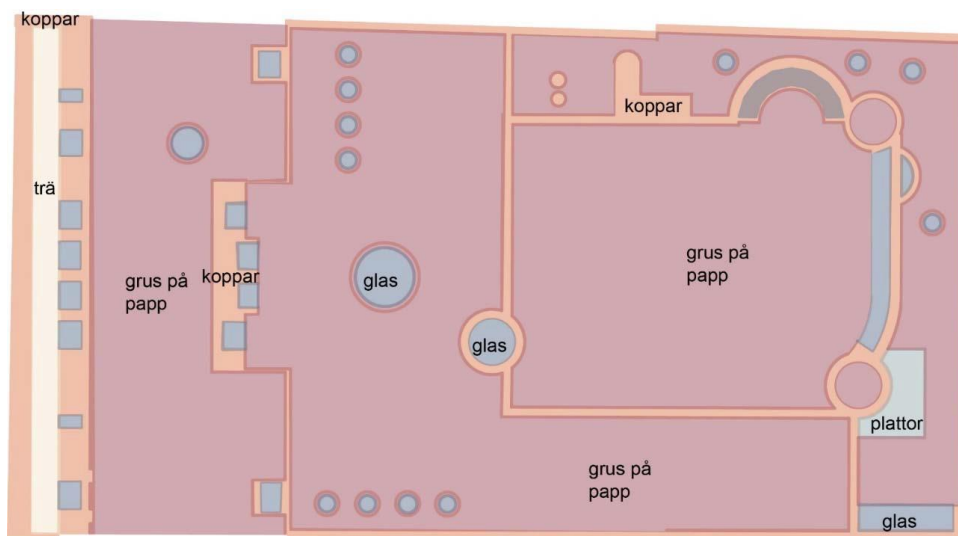 koppar
koppar
trä
grus på
papp
koppar
glas
grus på
papp
glas
plattor
grus på
papp
glas